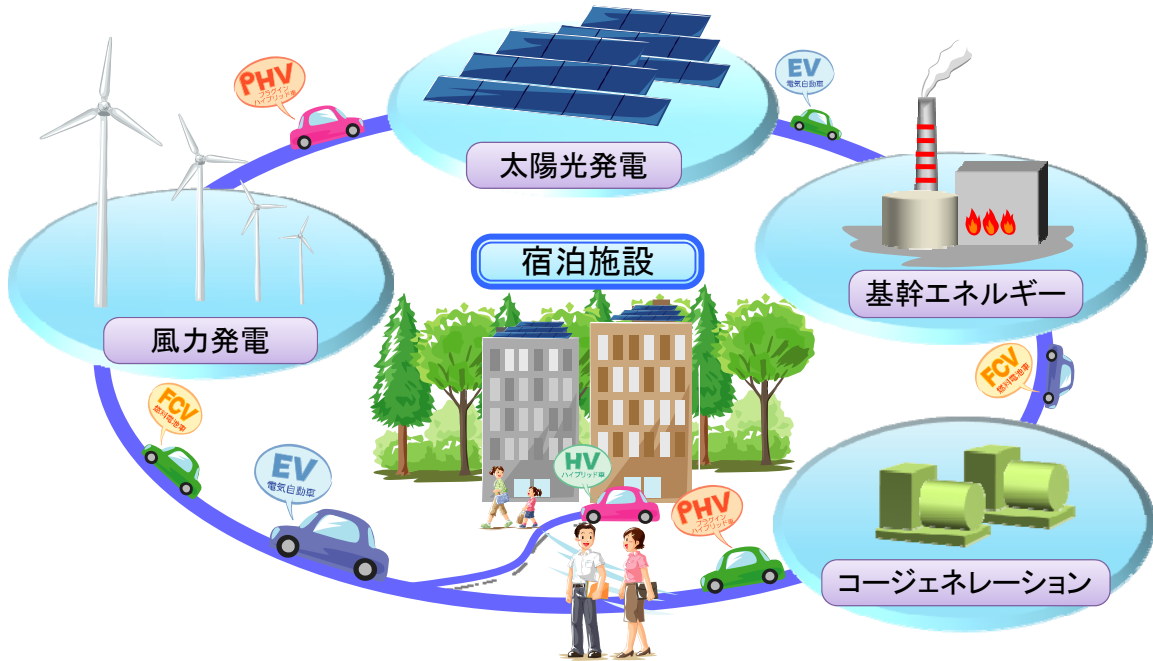 PHV
プラグイン
ハイブリッド車
EV
電気自動車
太陽光発電
宿泊施設
基幹エネルギー
風力発電
FCV
燃料電池車
FCV
燃料電池車
EV
電気自動車
HV
ハイブリッド車
PHV
プラグイン
ハイブリッド車
コージェネレーション